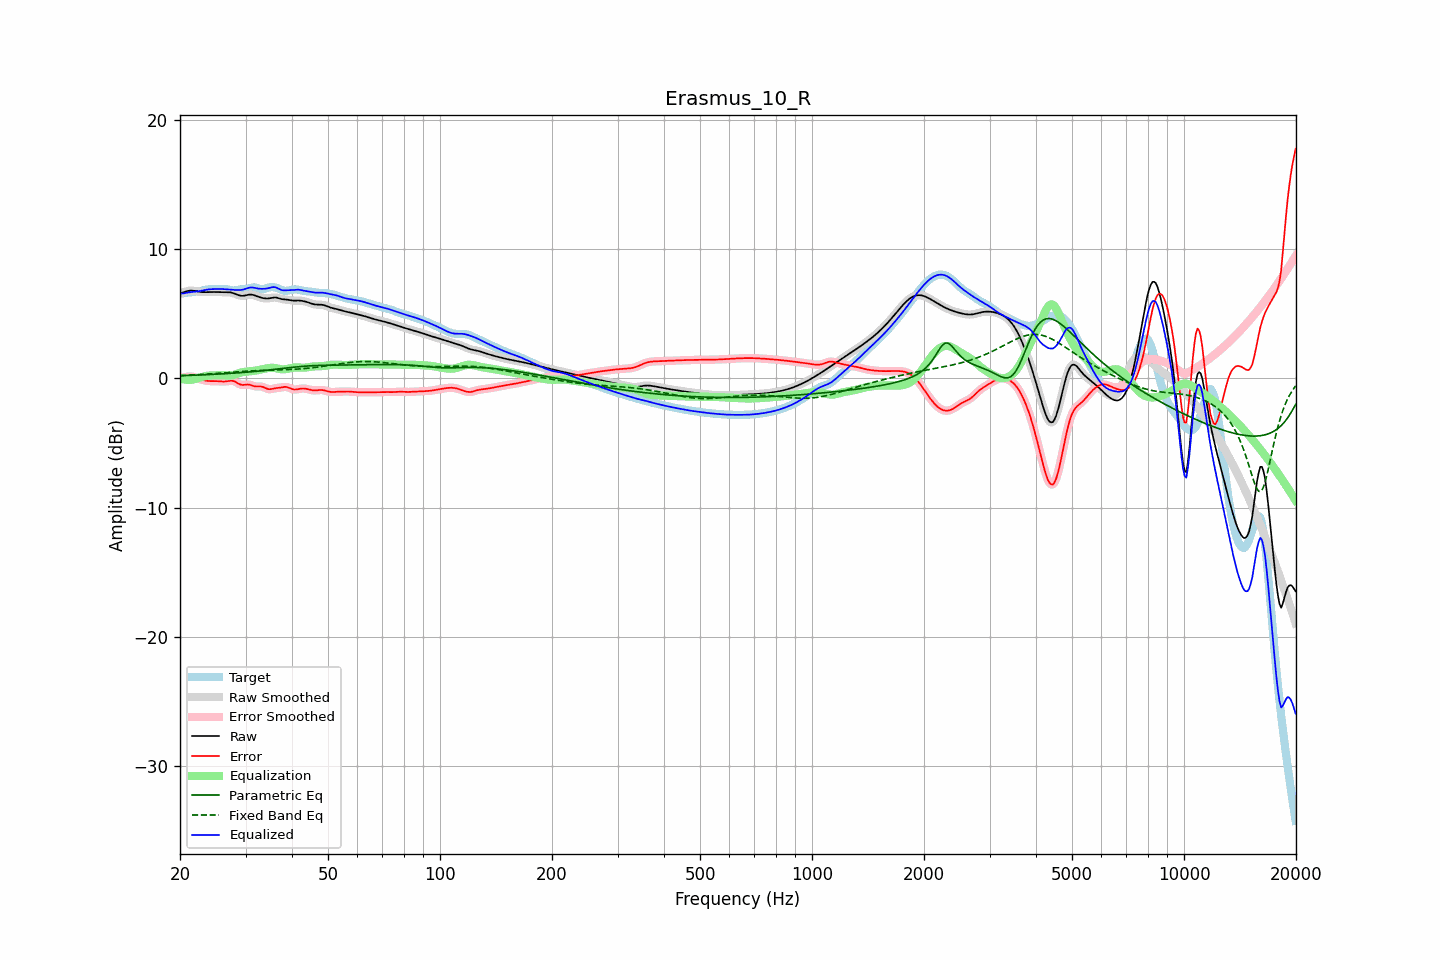 Erasmus_10_R
20
10
0
−10
−20
−30
Amplitude (dBr)
Target
Raw Smoothed
Error Smoothed
Raw
Error
Equalization
Parametric Eq
Fixed Band Eq
Equalized
20 50 100 200 500 1000 2000 5000 10000 20000
Frequency (Hz)